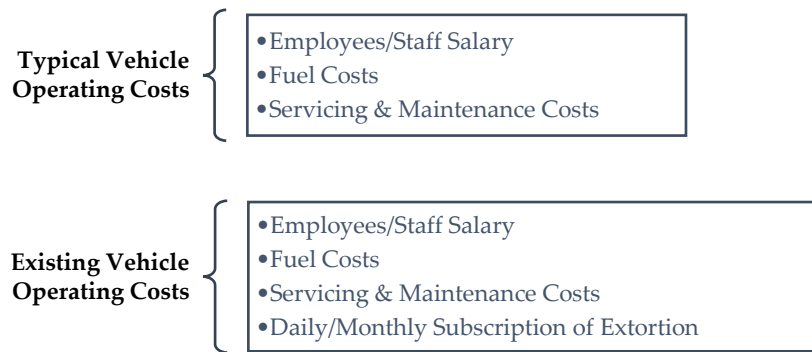 Typical Vehicle
Operating Costs
•Employees/Staff Salary
•Fuel Costs
•Servicing & Maintenance Costs
Existing Vehicle
Operating Costs
•Employees/Staff Salary
•Fuel Costs
•Servicing & Maintenance Costs
•Daily/Monthly Subscription of Extortion